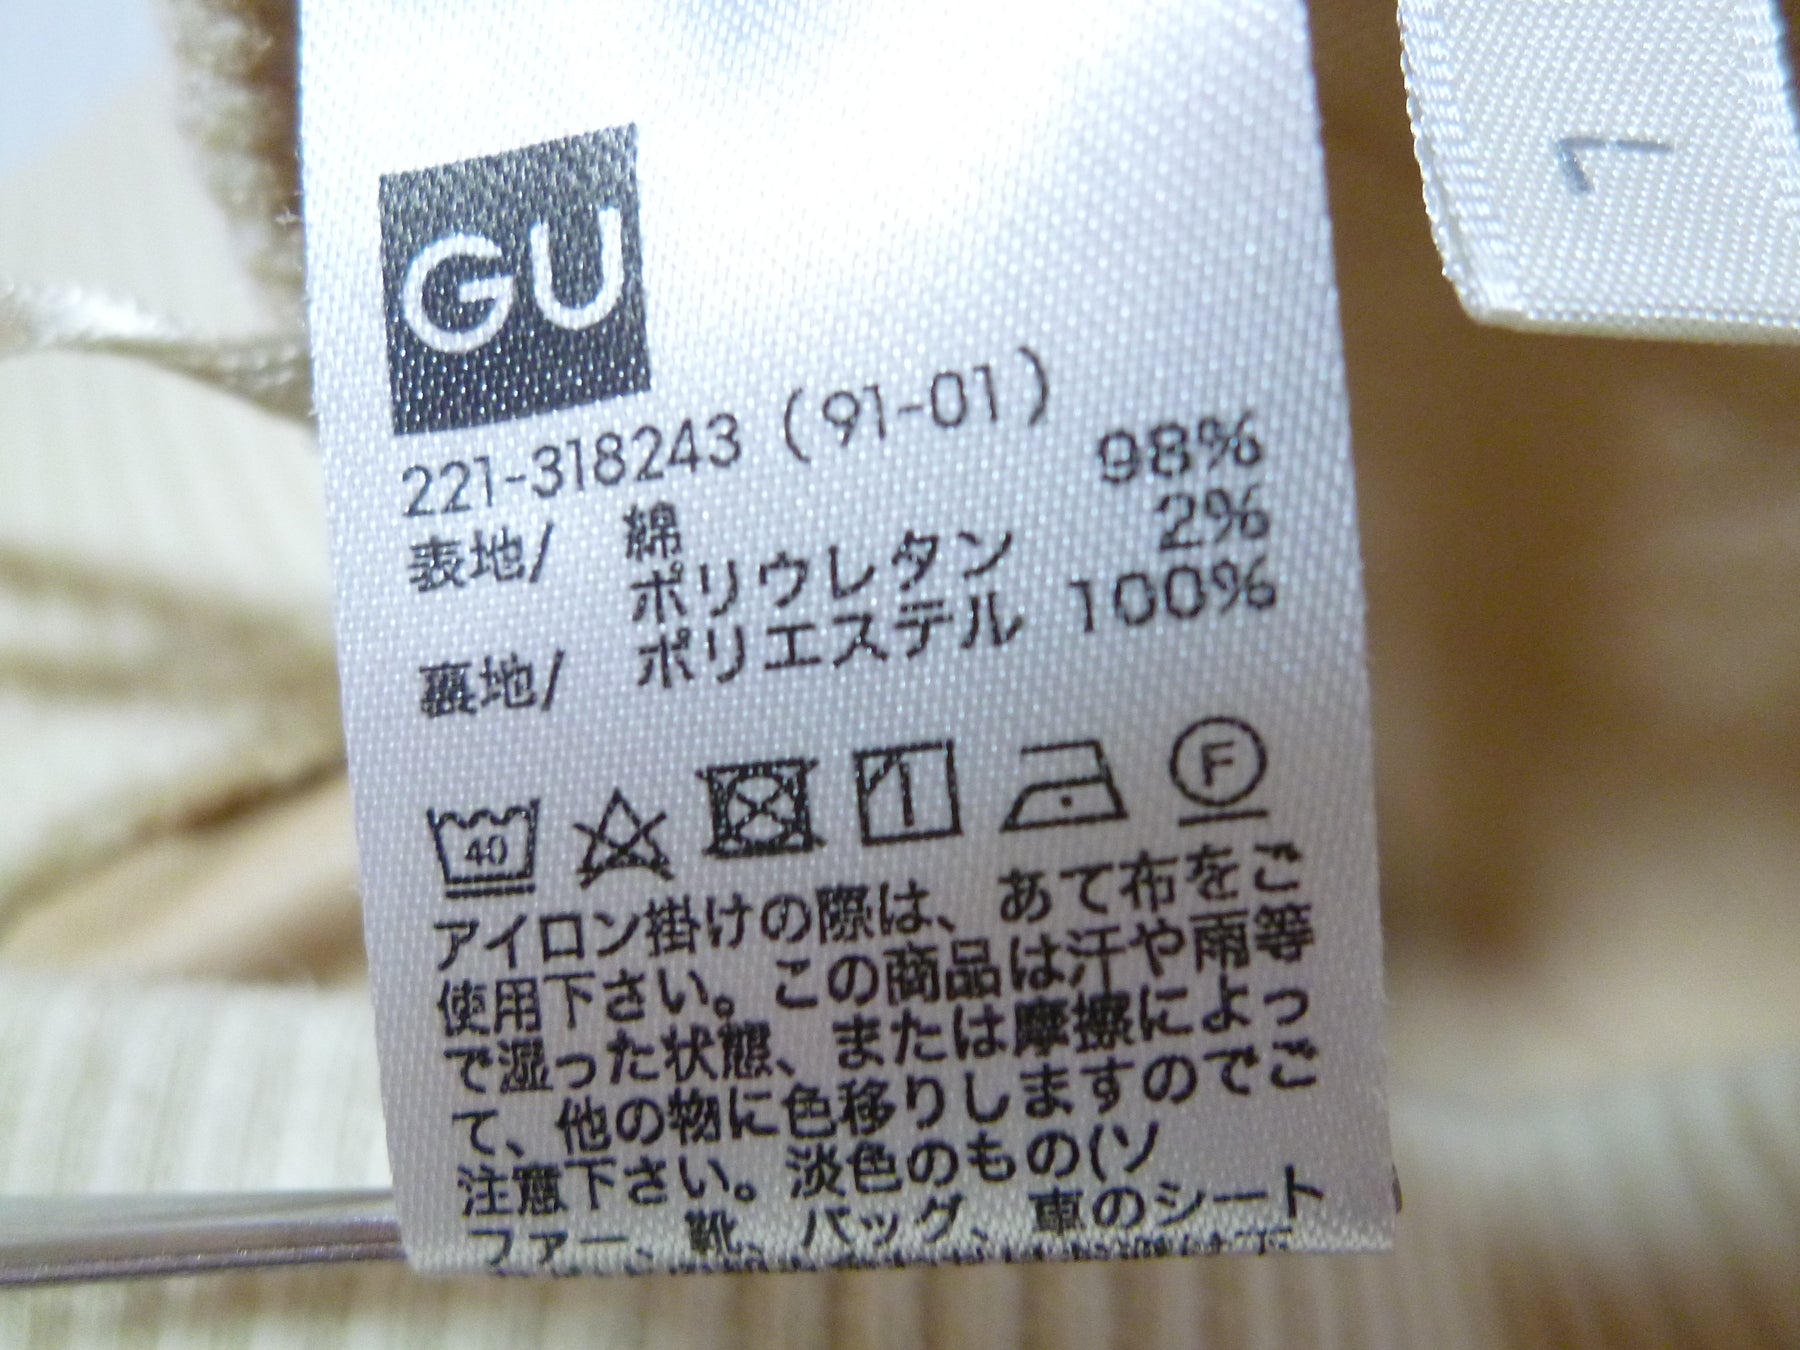 GU
221-318243 (91-01)
表地/ 綿 98%
ポリウレタン 2%
裏地/ ポリエステル 100%
40
F
アイロン掛けの際は、あて布をご
使用下さい。この商品は汗や雨等
で湿った状態、または摩擦によっ
て、他の物に色移りしますのでご
注意下さい。淡色のもの(ソ
ファー、靴、バッグ、車のシート